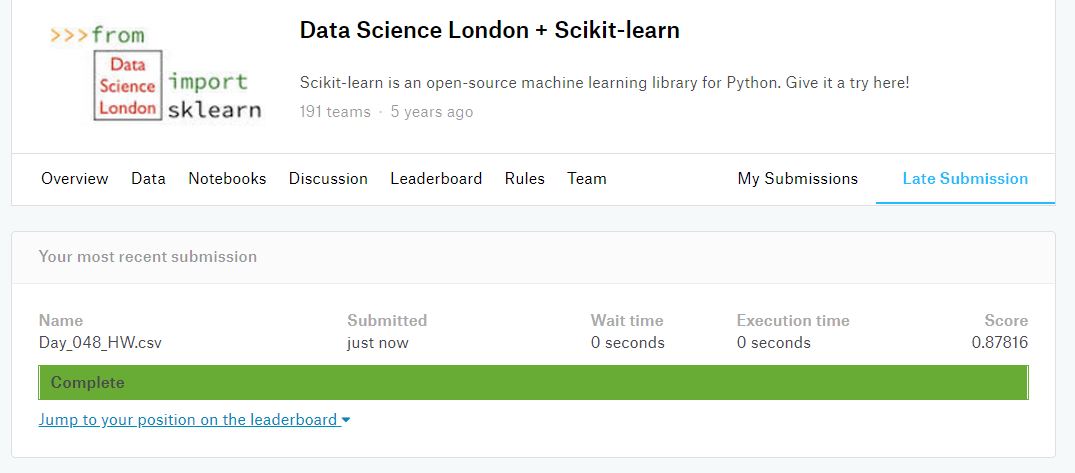 >>>from
Data
Science
London
import
sklearn
Data Science London + Scikit-learn
Scikit-learn is an open-source machine learning library for Python. Give it a try here!
191 teams · 5 years ago
Overview Data Notebooks Discussion Leaderboard Rules Team My Submissions Late Submission
Your most recent submission
Name Submitted Wait time Execution time Score
Day_048_HW.csv just now 0 seconds 0 seconds 0.87816
Complete
Jump to your position on the leaderboard